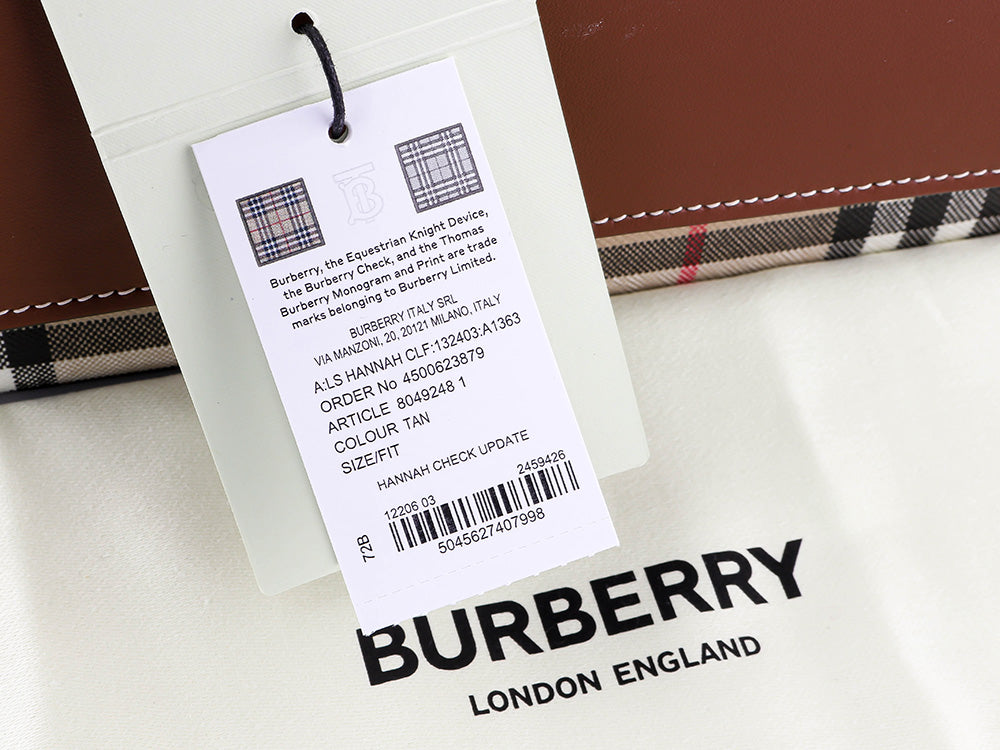 Burberry, the Equestrian Knight Device,
the Burberry Check, and the Thomas
Burberry Monogram and Print are trade
marks belonging to Burberry Limited.
BURBERRY ITALY SRL
VIA MANZONI, 20, 20121 MILANO, ITALY
A:LS HANNAH CLF:132403:A1363
ORDER No 4500623879
ARTICLE 8049248 1
COLOUR TAN
SIZE/FIT
HANNAH CHECK UPDATE
12206 03 2459426
72B
5045627407998
BURBERRY
LONDON ENGLAND